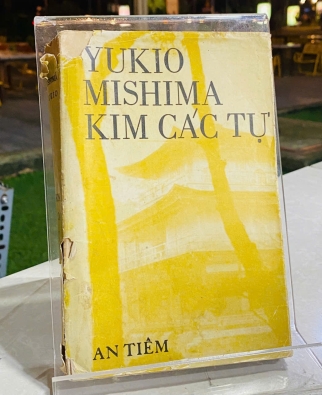 YUKIO
MISHIMA
KIM CÁC TỰ
AN TIÊM